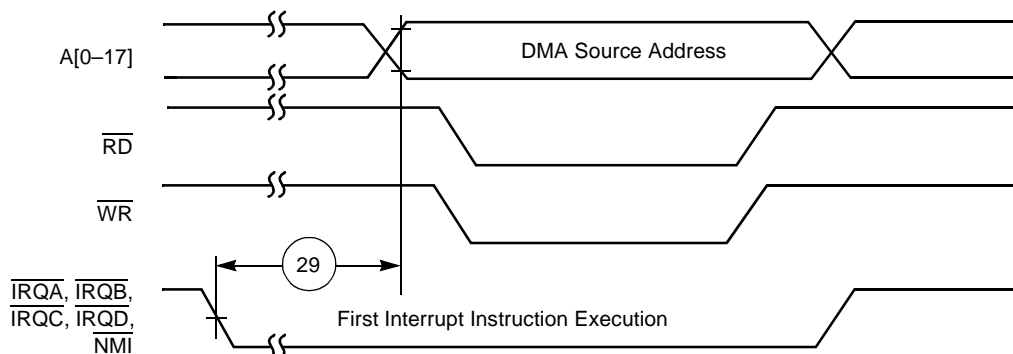 A[0–17]
DMA Source Address
RD
WR
29
IRQA, IRQB,
IRQC, IRQD,
NMI
First Interrupt Instruction Execution